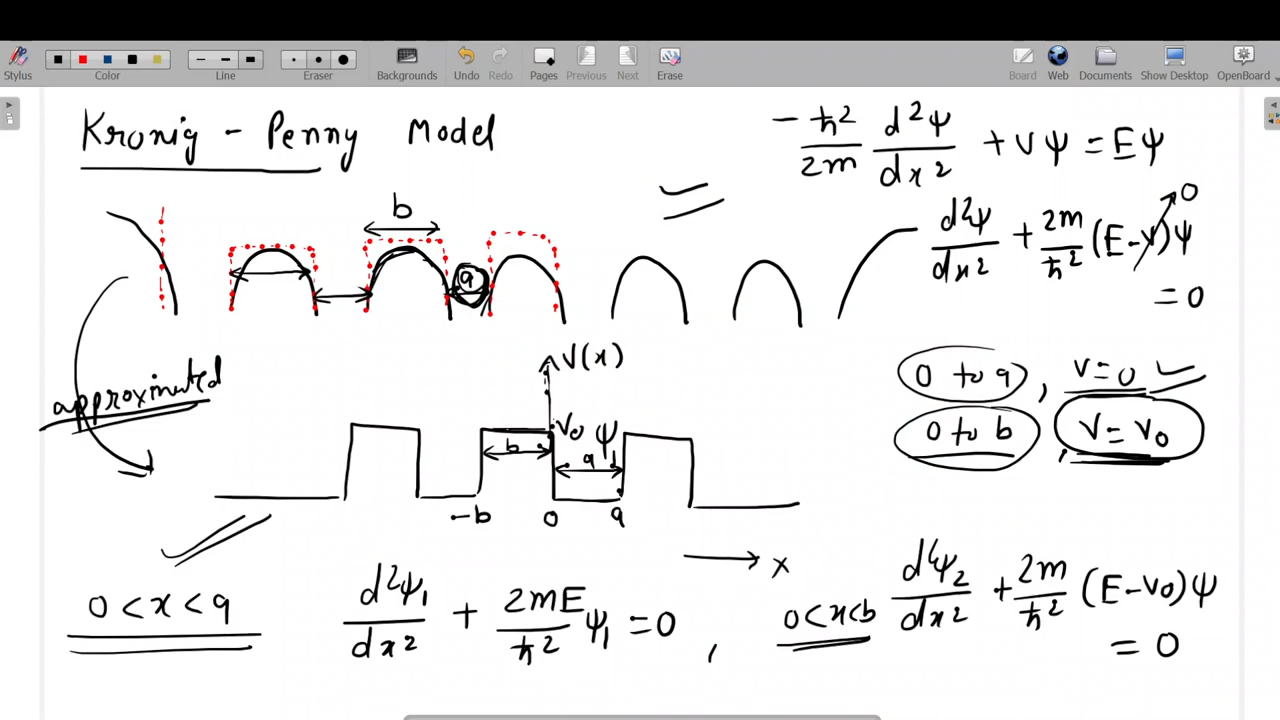 Stylus
Color
Line
Eraser
Backgrounds
Undo
Redo
Pages
Previous
Next
Erase
Board
Web
Documents
Show Desktop
OpenBoard
Kronig - Penny Model
-ħ²/2m d²ψ/dx² + Vψ = Eψ
d²ψ/dx² + 2m/ħ² (E-V)ψ = 0
0
b
a
approximated
V(x)
0 to a, V=0
0 to b, V=V₀
V₀ ψ
b
a
-b 0 a
x
0<x<a
d²ψ₁/dx² + 2mE/ħ² ψ₁ = 0,
0<x<b
d²ψ₂/dx² + 2m/ħ² (E-V₀)ψ = 0